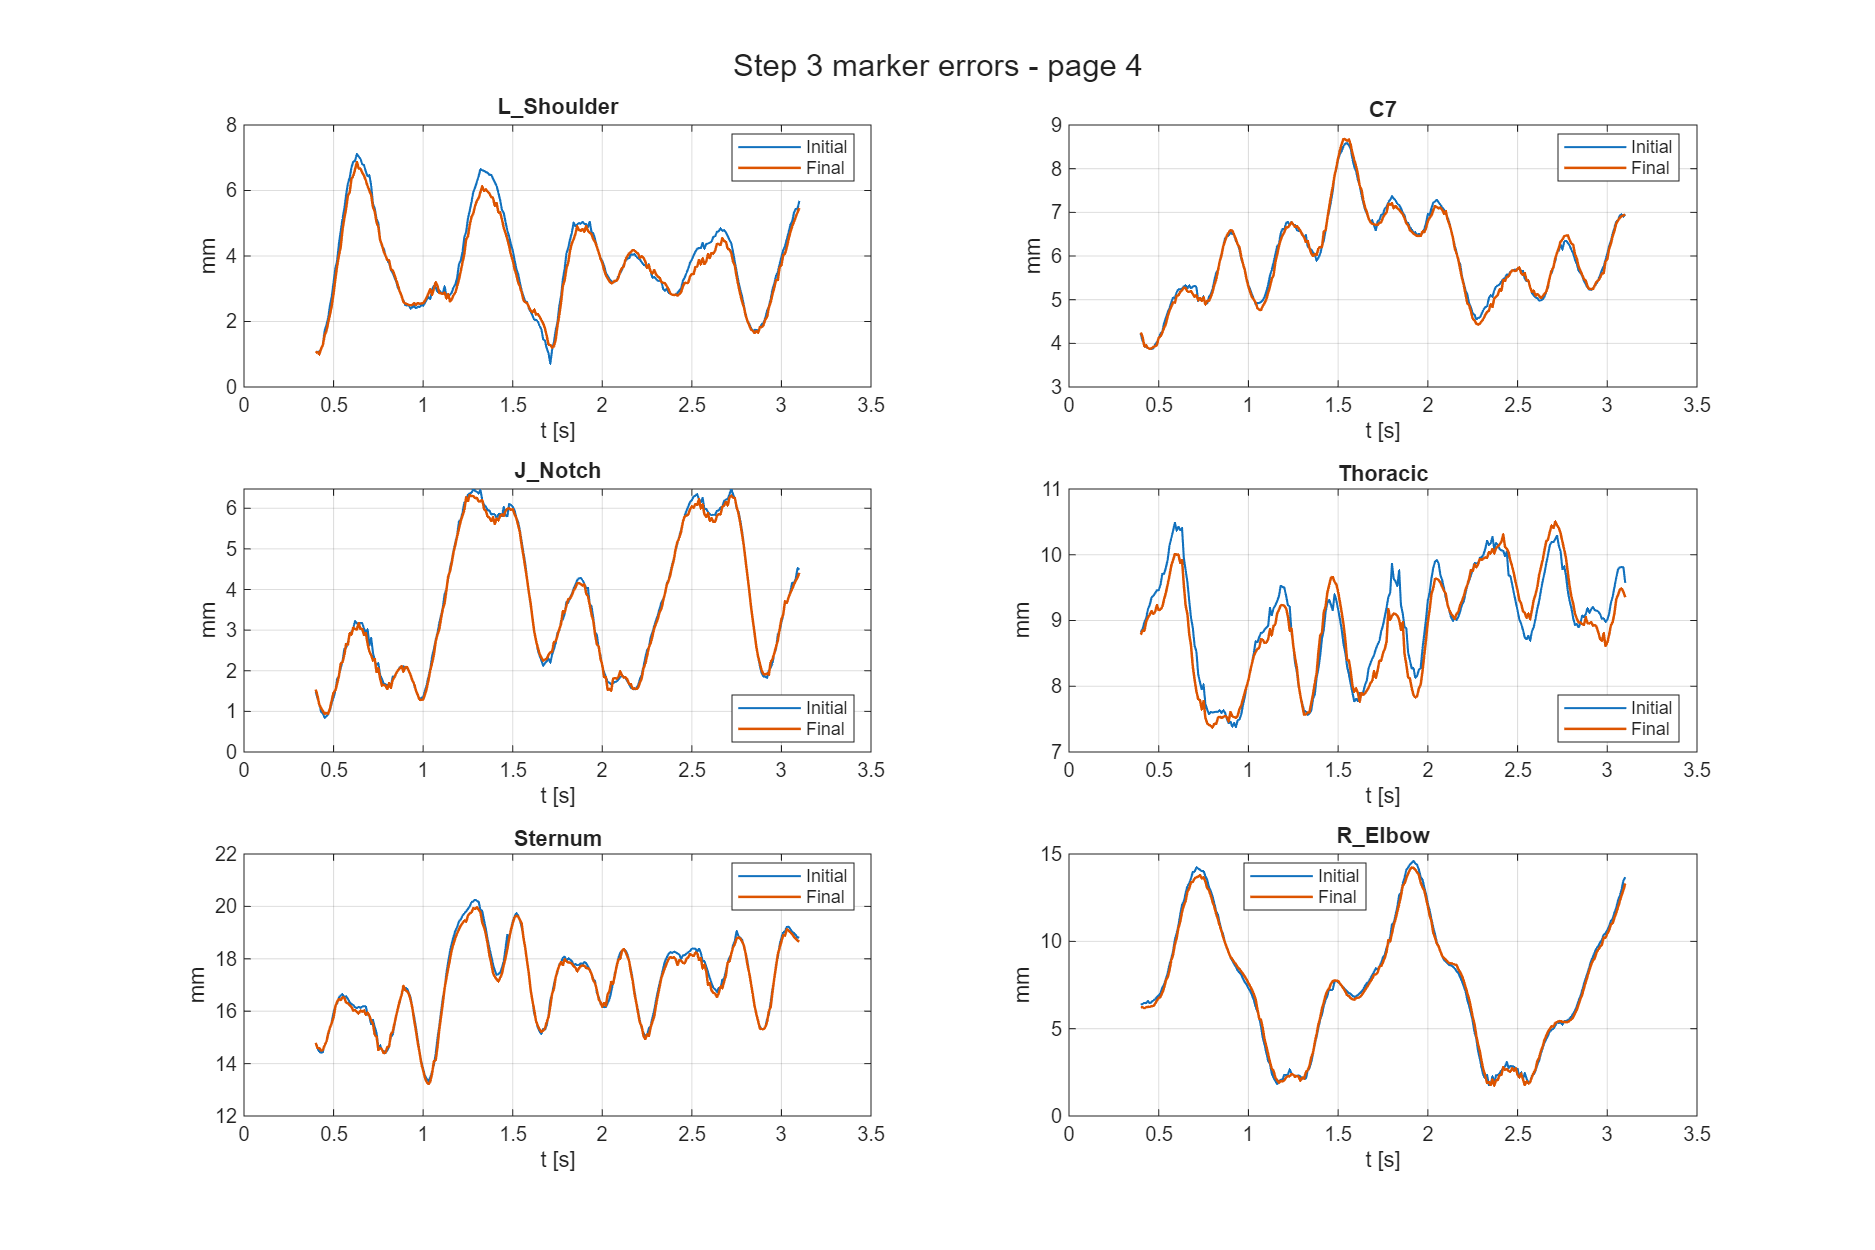 Step 3 marker errors - page 4
L_Shoulder
8
6
4
2
0
mm
0 0.5 1 1.5 2 2.5 3 3.5
t [s]
Initial
Final
C7
9
8
7
6
5
4
3
mm
0 0.5 1 1.5 2 2.5 3 3.5
t [s]
Initial
Final
J_Notch
6
5
4
3
2
1
0
mm
0 0.5 1 1.5 2 2.5 3 3.5
t [s]
Initial
Final
Thoracic
11
10
9
8
7
mm
0 0.5 1 1.5 2 2.5 3 3.5
t [s]
Initial
Final
Sternum
22
20
18
16
14
12
mm
0 0.5 1 1.5 2 2.5 3 3.5
t [s]
Initial
Final
R_Elbow
15
10
5
0
mm
0 0.5 1 1.5 2 2.5 3 3.5
t [s]
Initial
Final